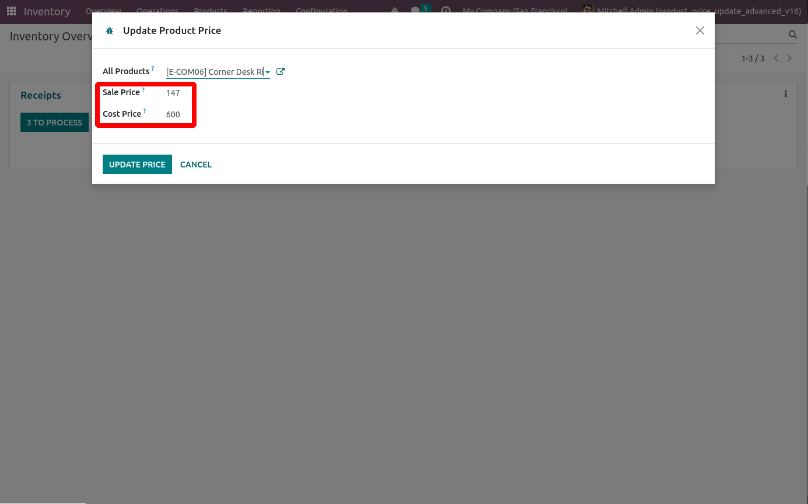 Inventory Overview Operations Products Reporting Configuration 5 My Company (San Francisco) Mitchell Admin (product_price_update_advanced_v16)
Update Product Price
Inventory Overv
1-3 / 3
All Products ? [E-COM06] Corner Desk Ri
Receipts
Sale Price ? 147
Cost Price ? 600
3 TO PROCESS
UPDATE PRICE CANCEL